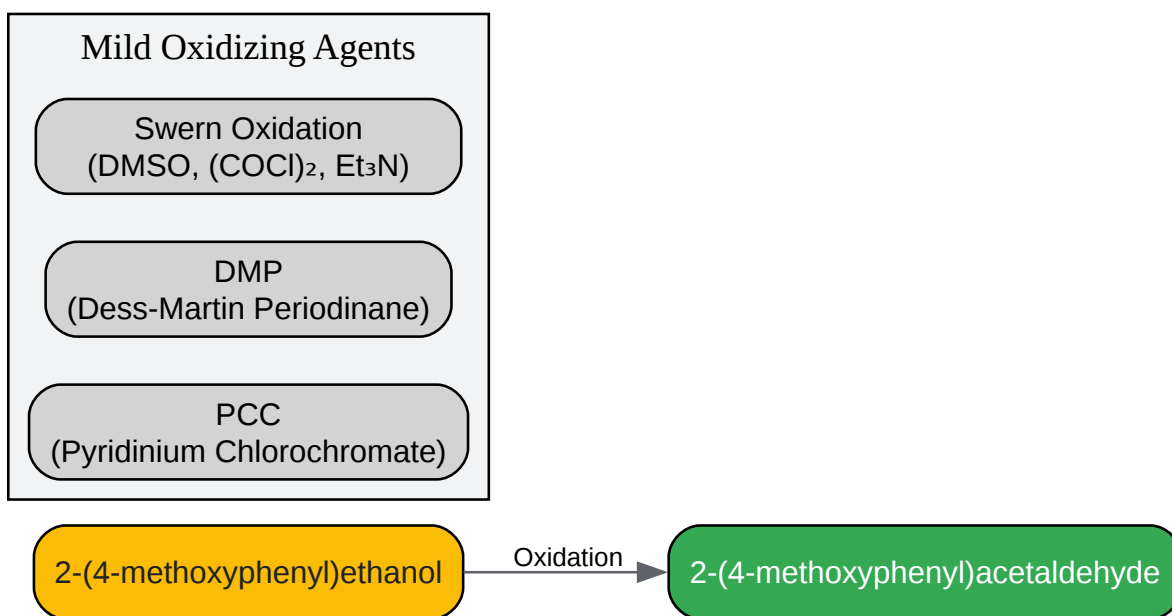 Mild Oxidizing Agents
Swern Oxidation
(DMSO, (COCl)₂, Et₃N)
DMP
(Dess-Martin Periodinane)
PCC
(Pyridinium Chlorochromate)
2-(4-methoxyphenyl)ethanol
Oxidation
2-(4-methoxyphenyl)acetaldehyde